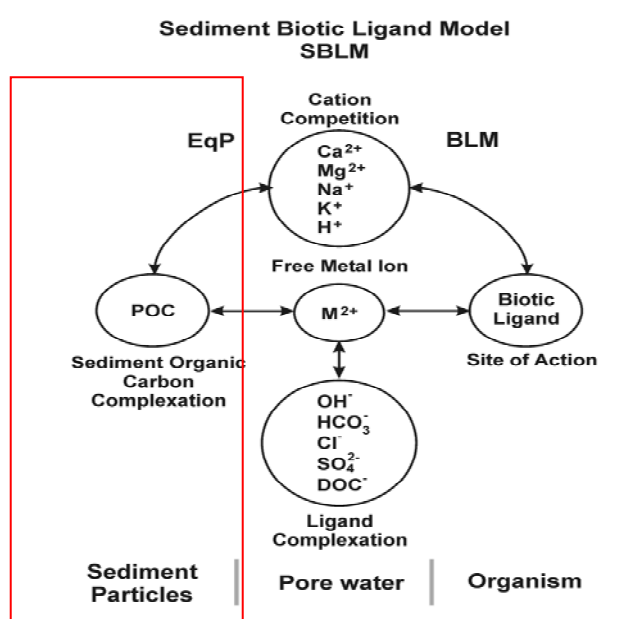 Sediment Biotic Ligand Model
SBLM
Cation
Competition
EqP
BLM
Ca²⁺
Mg²⁺
Na⁺
K⁺
H⁺
Free Metal Ion
POC
M²⁺
Biotic
Ligand
Sediment Organic
Carbon
Complexation
Site of Action
OH⁻
HCO₃⁻
Cl⁻
SO₄²⁻
DOC⁻
Ligand
Complexation
Sediment
Particles
Pore water
Organism